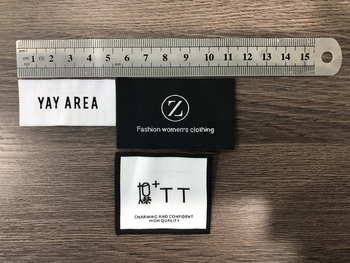 1 2 3 4 5 6 7 8 9 10 11 12 13 14 15
YAY AREA
Z
Fashion women's clothing
爆+TT
CHARMING AND CONFIDENT
HIGH QUALITY